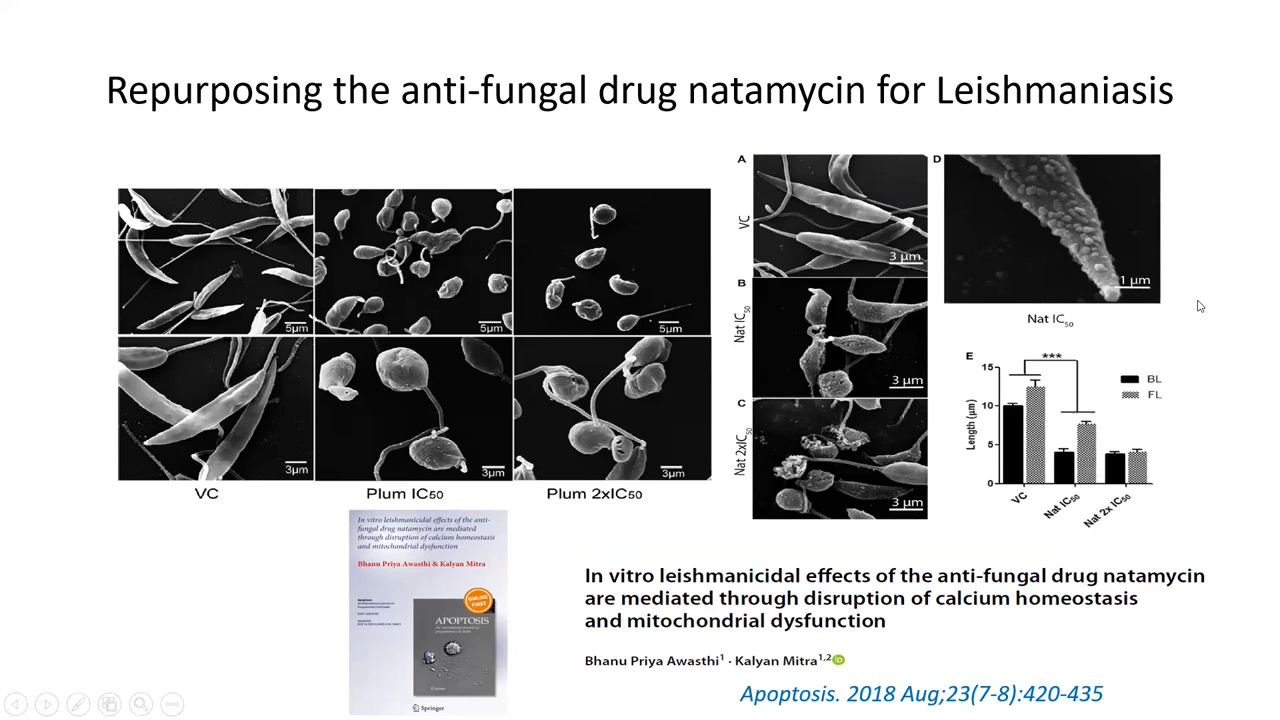 Repurposing the anti-fungal drug natamycin for Leishmaniasis
5μm
5μm
5μm
3μm
3μm
3μm
VC
Plum IC50
Plum 2xIC50
A
VC
3 μm
B
Nat IC50
3 μm
C
Nat 2xIC50
3 μm
D
1 μm
Nat IC50
E
***
BL
FL
Length (μm)
15
10
5
0
VC
Nat IC50
Nat 2x IC50
In vitro leishmanicidal effects of the anti-
fungal drug natamycin are mediated
through disruption of calcium homeostasis
and mitochondrial dysfunction
Bhanu Priya Awasthi & Kalyan Mitra
Apoptosis
ONLINE
FIRST
APOPTOSIS
Springer
In vitro leishmanicidal effects of the anti-fungal drug natamycin
are mediated through disruption of calcium homeostasis
and mitochondrial dysfunction
Bhanu Priya Awasthi1 · Kalyan Mitra1,2 iD
Apoptosis. 2018 Aug;23(7-8):420-435